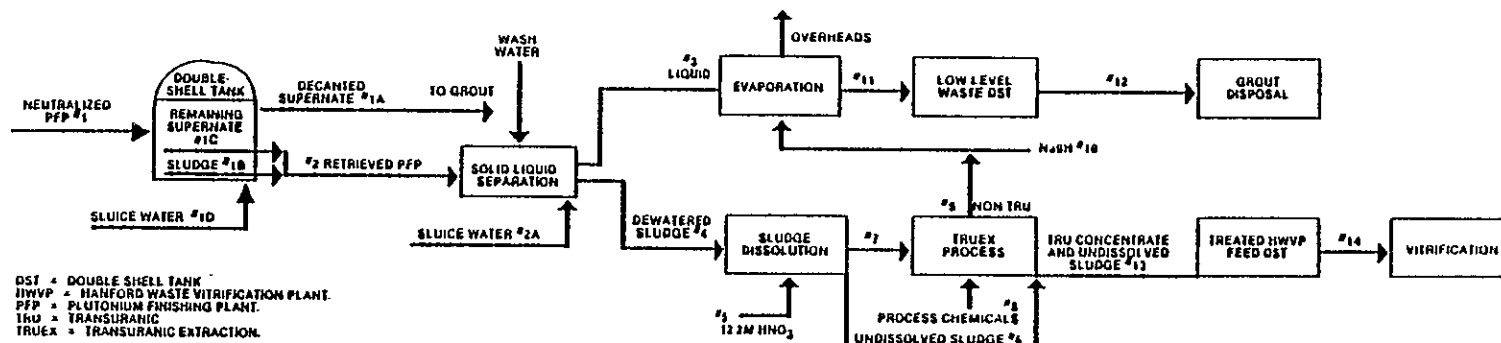 NEUTRALIZED
PFP #1
DOUBLE-
SHELL TANK
REMAINING
SUPERNATE
#1C
SLUDGE #1B
SLUICE WATER #1D
DECANTED
SUPERNATE #1A
TO GROUT
#2 RETRIEVED PFP
WASH
WATER
SOLID LIQUID
SEPARATION
SLUICE WATER #2A
#3
LIQUID
OVERHEADS
EVAPORATION
#11
LOW LEVEL
WASTE DST
#12
GROUT
DISPOSAL
DEWATERED
SLUDGE #4
SLUDGE
DISSOLUTION
#5
12.2M HNO3
#7
#10
NON TRU
TRUEX
PROCESS
#8
PROCESS CHEMICALS
UNDISSOLVED SLUDGE #6
TRU CONCENTRATE
AND UNDISSOLVED
SLUDGE #13
TREATED HWVP
FEED DST
#14
VITRIFICATION
DST = DOUBLE SHELL TANK
HWVP = HANFORD WASTE VITRIFICATION PLANT.
PFP = PLUTONIUM FINISHING PLANT.
TRU = TRANSURANIC
TRUEX = TRANSURANIC EXTRACTION.